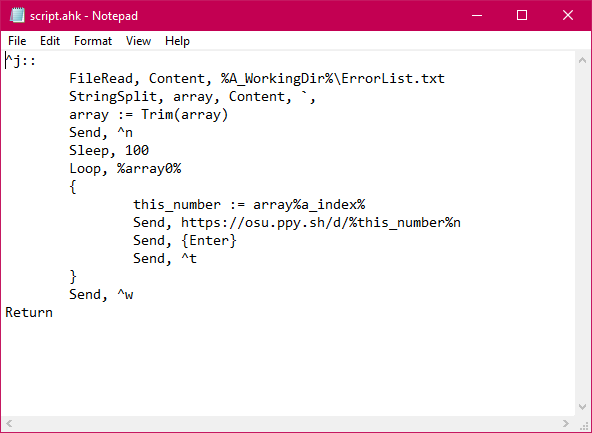 script.ahk - Notepad
File Edit Format View Help
^j::
FileRead, Content, %A_WorkingDir%\ErrorList.txt
StringSplit, array, Content, `,
array := Trim(array)
Send, ^n
Sleep, 100
Loop, %array0%
{
this_number := array%a_index%
Send, https://osu.ppy.sh/d/%this_number%n
Send, {Enter}
Send, ^t
}
Send, ^w
Return